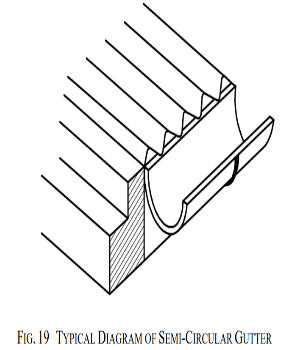 FIG. 19 TYPICAL DIAGRAM OF SEMI-CIRCULAR GUTTER